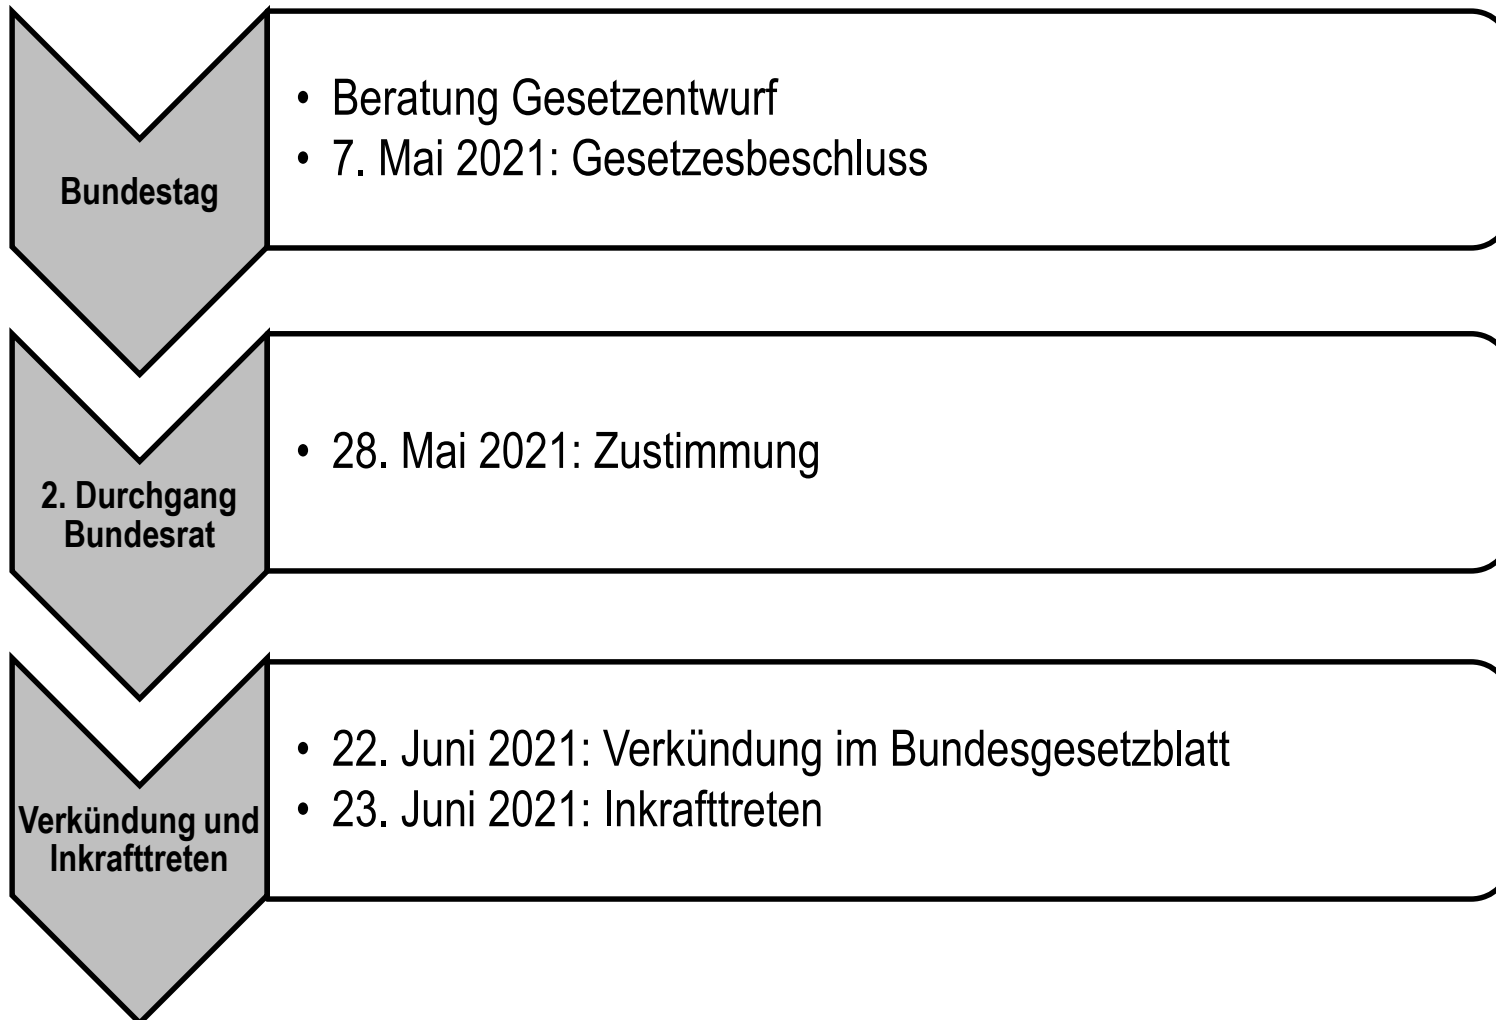 Bundestag
• Beratung Gesetzentwurf
• 7. Mai 2021: Gesetzesbeschluss
2. Durchgang
Bundesrat
• 28. Mai 2021: Zustimmung
Verkündung und
Inkrafttreten
• 22. Juni 2021: Verkündung im Bundesgesetzblatt
• 23. Juni 2021: Inkrafttreten